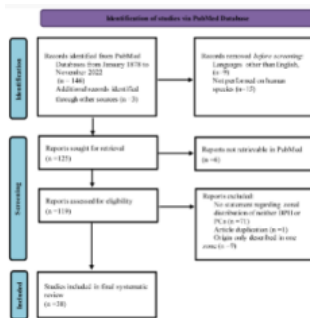 Identification of studies via PubMed Database
Identification
Records identified from PubMed
Databases from January 1970 to
November 2022
(n = 146)
Additional records identified
through other sources (n = 3)
Records removed before screening:
Languages other than English,
(n= 9)
Not performed on human
species (n =15)
Screening
Reports sought for retrieval
(n =125)
Reports not retrievable in PubMed
(n =6)
Reports assessed for eligibility
(n =119)
Reports excluded:
No statement regarding zonal
distribution of neither BPH or
PCa (n =71)
Article duplication (n =1)
Origin only described in one
zone (n =9)
Included
Studies included in final systematic
review
(n =38)